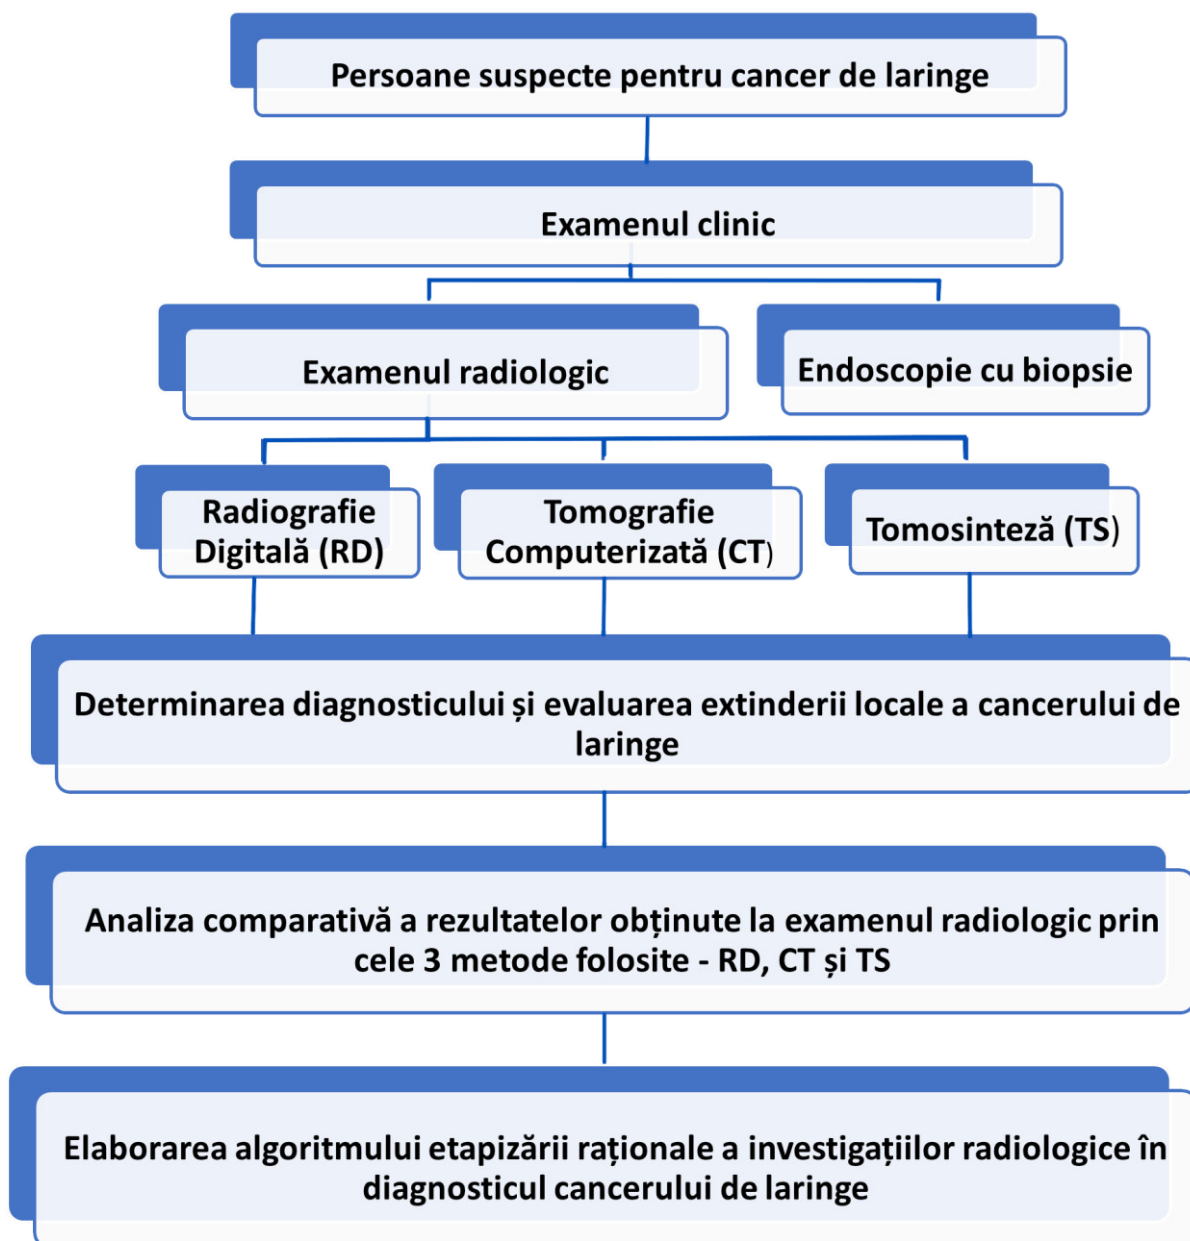 Persoane suspecte pentru cancer de laringe
Examenul clinic
Examenul radiologic
Endoscopie cu biopsie
Radiografie
Digitală (RD)
Tomografie
Computerizată (CT)
Tomosinteză (TS)
Determinarea diagnosticului și evaluarea extinderii locale a cancerului de
laringe
Analiza comparativă a rezultatelor obținute la examenul radiologic prin
cele 3 metode folosite - RD, CT și TS
Elaborarea algoritmului etapizării raționale a investigațiilor radiologice în
diagnosticul cancerului de laringe